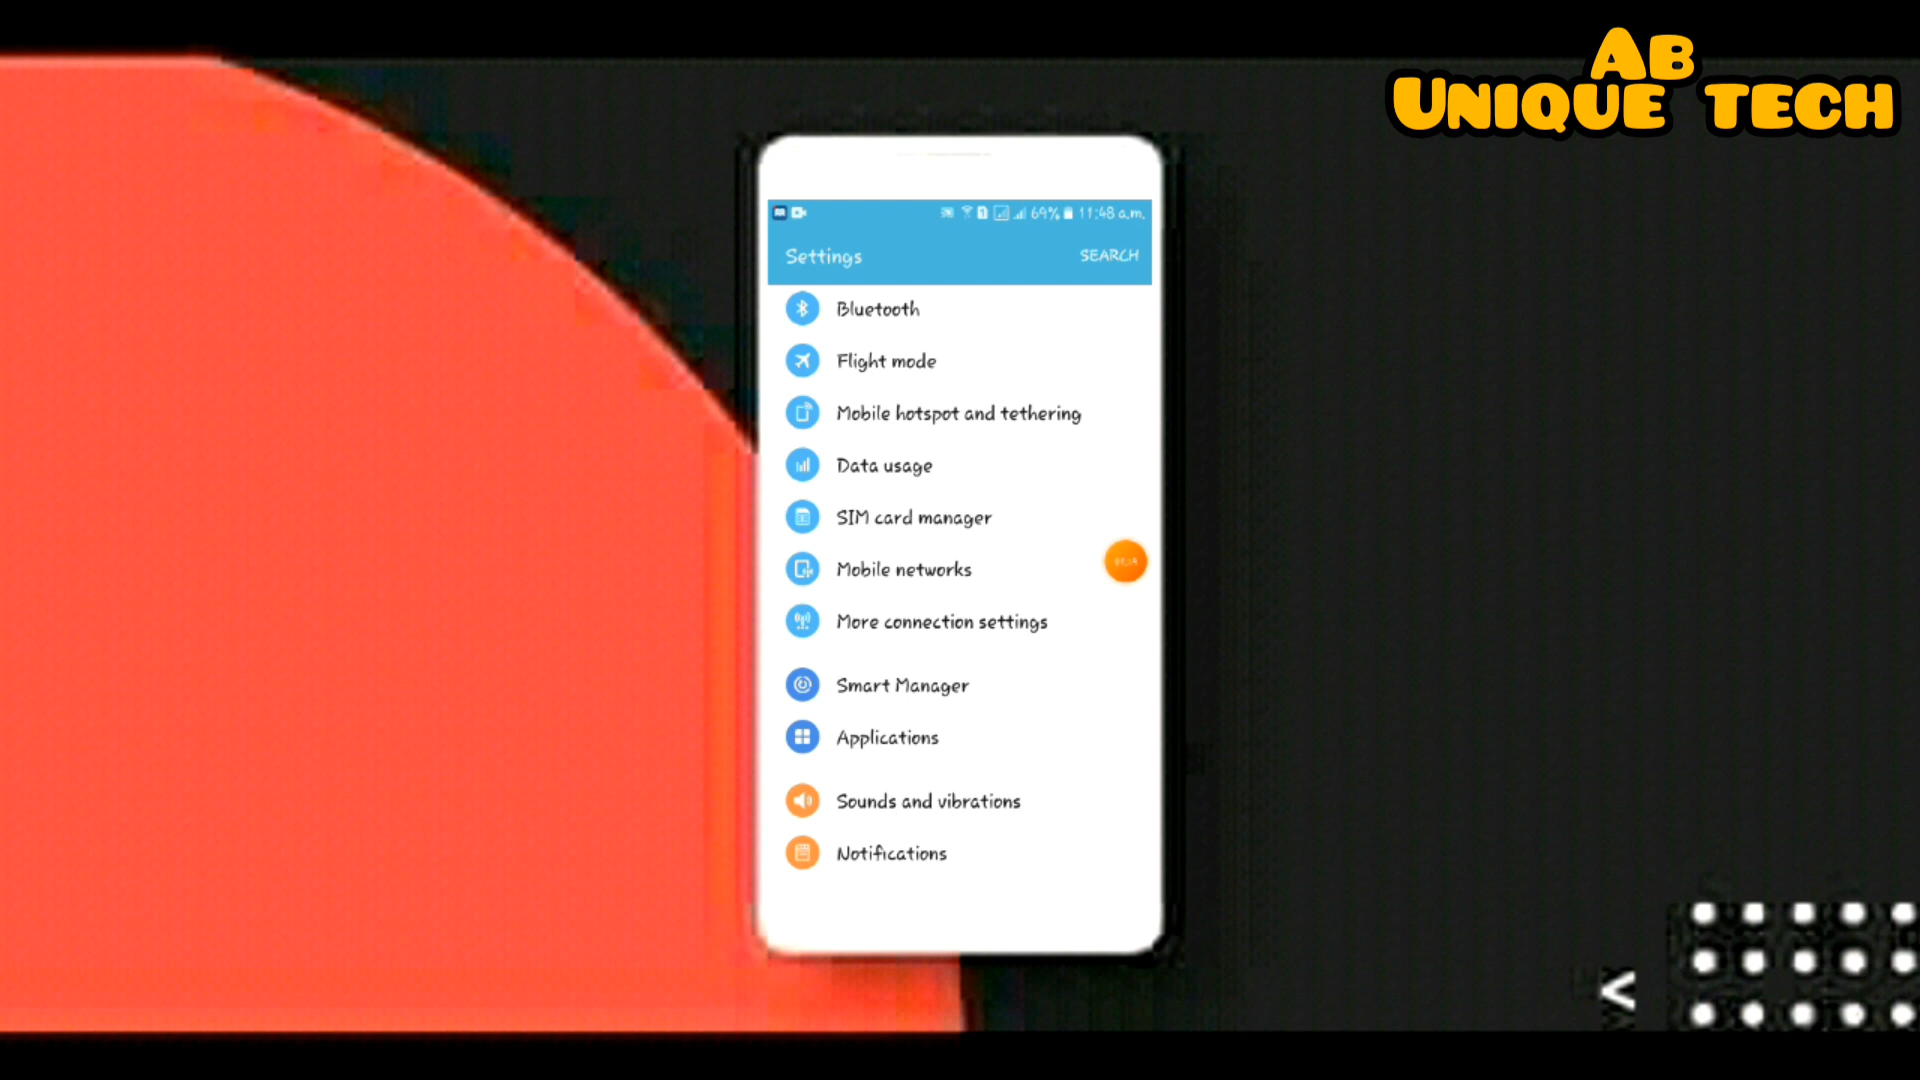 AB
UNIQUE TECH
69% 11:48 a.m.
Settings SEARCH
Bluetooth
Flight mode
Mobile hotspot and tethering
Data usage
SIM card manager
Mobile networks
More connection settings
Smart Manager
Applications
Sounds and vibrations
Notifications